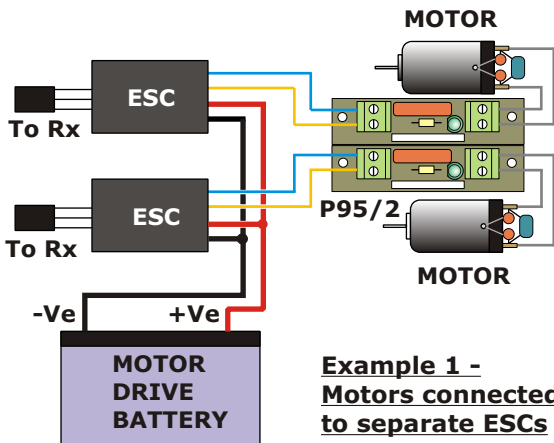 MOTOR
ESC
To Rx
ESC
P95/2
To Rx
MOTOR
-Ve +Ve
MOTOR
DRIVE
BATTERY
Example 1 -
Motors connected
to separate ESCs